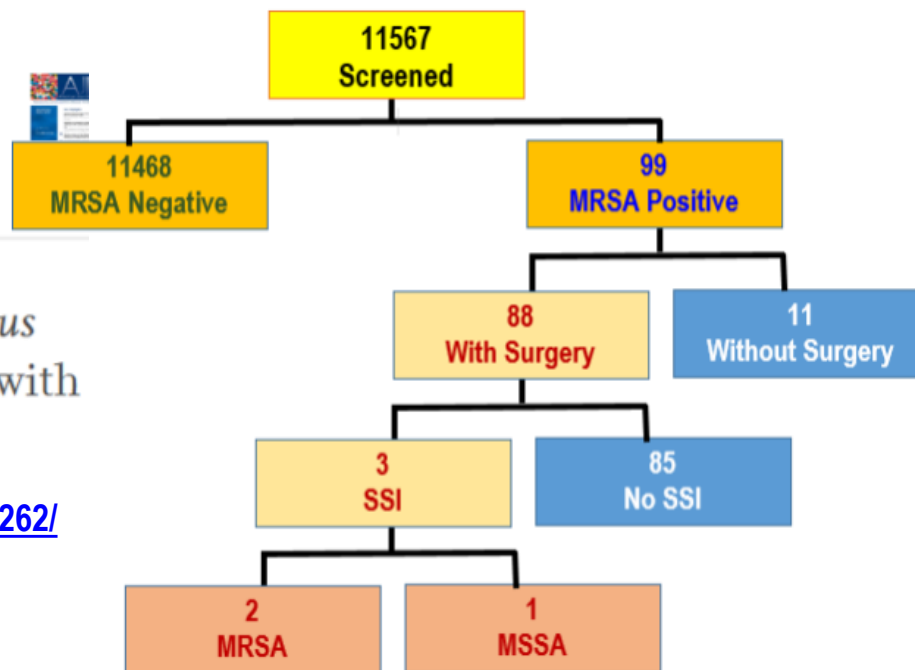 11567
Screened
11468
MRSA Negative
99
MRSA Positive
us
with
88
With Surgery
11
Without Surgery
262/
3
SSI
85
No SSI
2
MRSA
1
MSSA